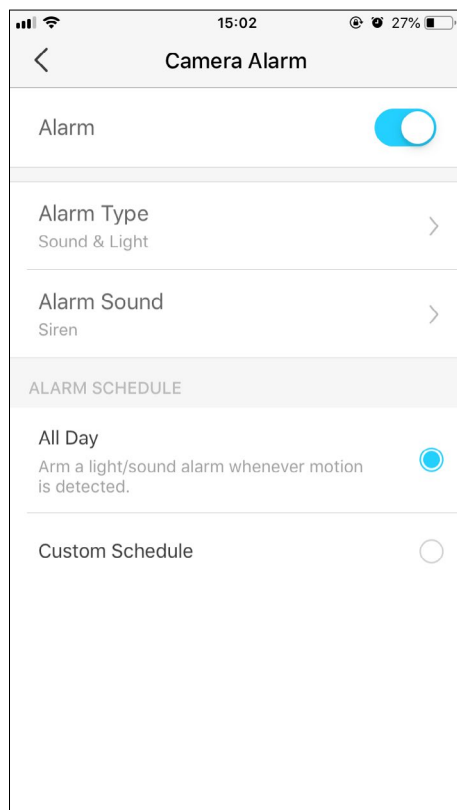 15:02
27%
Camera Alarm
Alarm
Alarm Type
Sound & Light
Alarm Sound
Siren
ALARM SCHEDULE
All Day
Arm a light/sound alarm whenever motion
is detected.
Custom Schedule